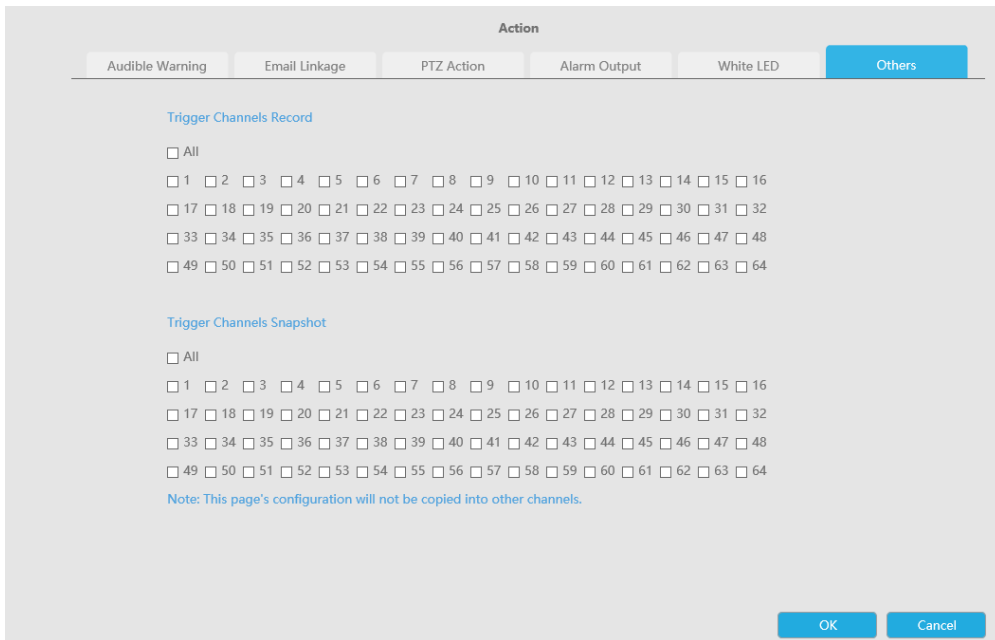 Action
Audible Warning Email Linkage PTZ Action Alarm Output White LED Others
Trigger Channels Record
All
1 2 3 4 5 6 7 8 9 10 11 12 13 14 15 16
17 18 19 20 21 22 23 24 25 26 27 28 29 30 31 32
33 34 35 36 37 38 39 40 41 42 43 44 45 46 47 48
49 50 51 52 53 54 55 56 57 58 59 60 61 62 63 64
Trigger Channels Snapshot
All
1 2 3 4 5 6 7 8 9 10 11 12 13 14 15 16
17 18 19 20 21 22 23 24 25 26 27 28 29 30 31 32
33 34 35 36 37 38 39 40 41 42 43 44 45 46 47 48
49 50 51 52 53 54 55 56 57 58 59 60 61 62 63 64
Note: This page's configuration will not be copied into other channels.
OK Cancel